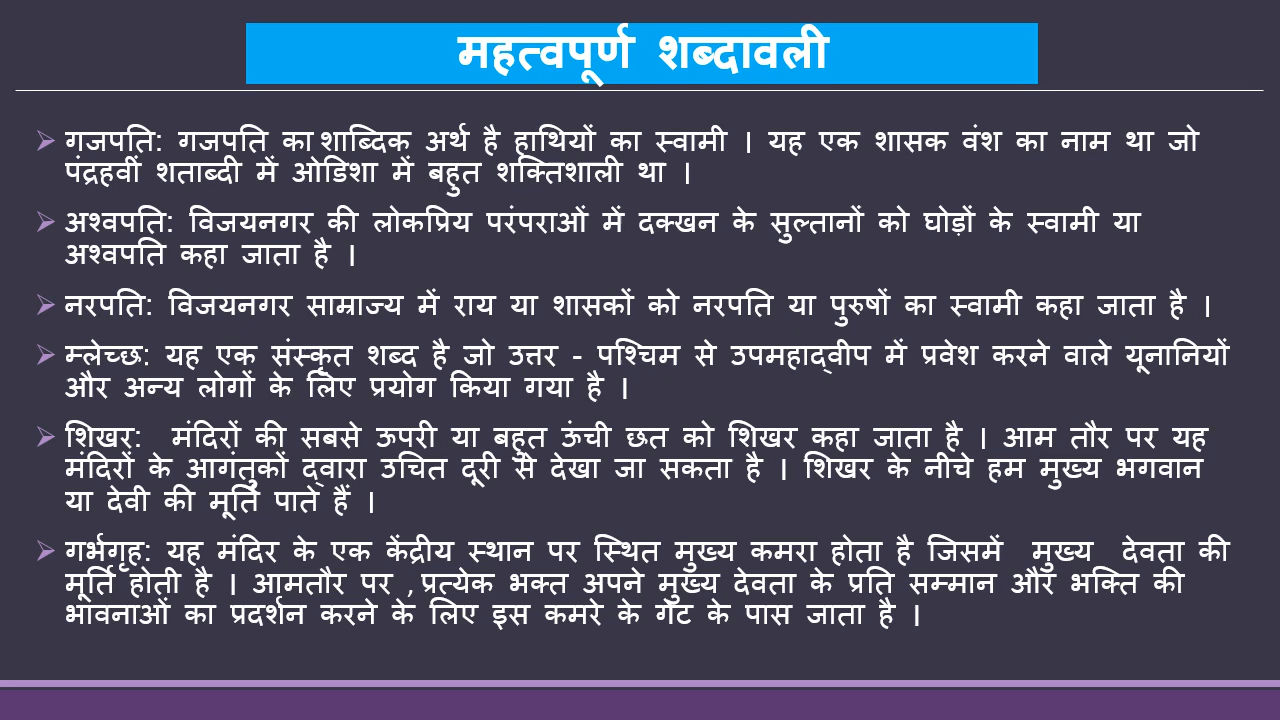 महत्वपूर्ण शब्दावली
गजपति: गजपति का शाब्दिक अर्थ है हाथियों का स्वामी । यह एक शासक वंश का नाम था जो
पंद्रहवीं शताब्दी में ओडिशा में बहुत शक्तिशाली था ।
अश्वपति: विजयनगर की लोकप्रिय परंपराओं में दक्खन के सुल्तानों को घोड़ों के स्वामी या
अश्वपति कहा जाता है ।
नरपति: विजयनगर साम्राज्य में राय या शासकों को नरपति या पुरुषों का स्वामी कहा जाता है ।
म्लेच्छ: यह एक संस्कृत शब्द है जो उत्तर - पश्चिम से उपमहाद्वीप में प्रवेश करने वाले यूनानियों
और अन्य लोगों के लिए प्रयोग किया गया है ।
शिखर: मंदिरों की सबसे ऊपरी या बहुत ऊंची छत को शिखर कहा जाता है । आम तौर पर यह
मंदिरों के आगंतुकों द्वारा उचित दूरी से देखा जा सकता है । शिखर के नीचे हम मुख्य भगवान
या देवी की मूर्ति पाते हैं ।
गर्भगृह: यह मंदिर के एक केंद्रीय स्थान पर स्थित मुख्य कमरा होता है जिसमें मुख्य देवता की
मूर्ति होती है । आमतौर पर , प्रत्येक भक्त अपने मुख्य देवता के प्रति सम्मान और भक्ति की
भावनाओं का प्रदर्शन करने के लिए इस कमरे के गेट के पास जाता है ।